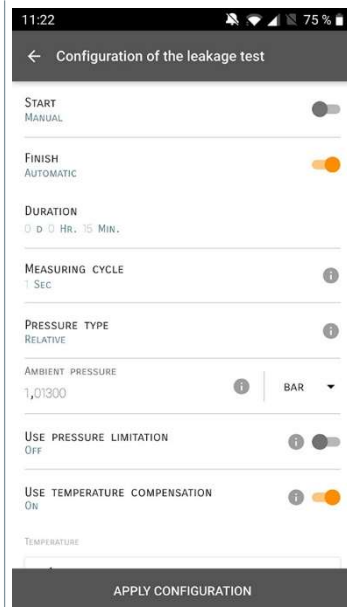 11:22 75 %
Configuration of the leakage test
START
MANUAL
FINISH
AUTOMATIC
DURATION
0 D 0 HR. 15 MIN.
MEASURING CYCLE
1 SEC
PRESSURE TYPE
RELATIVE
AMBIENT PRESSURE
1,01300 BAR
USE PRESSURE LIMITATION
OFF
USE TEMPERATURE COMPENSATION
ON
TEMPERATURE
APPLY CONFIGURATION